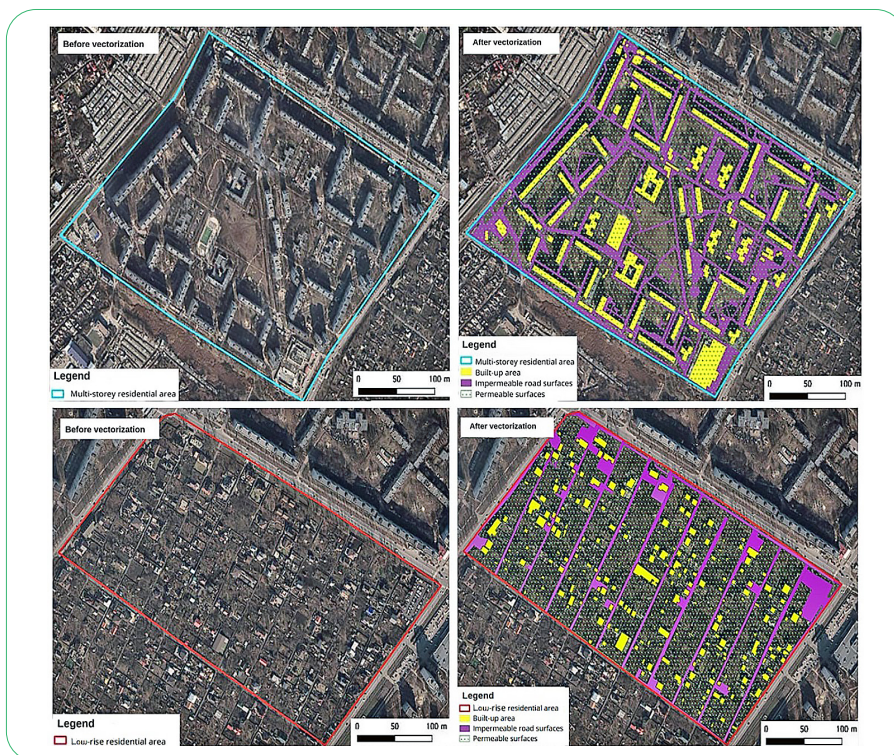 Before vectorization
Legend
Multi-storey residential area
0 50 100 m
After vectorization
Legend
Multi-storey residential area
Built-up area
Impermeable road surfaces
Permeable surfaces
0 50 100 m
Before vectorization
Legend
Low-rise residential area
0 50 100 m
After vectorization
Legend
Low-rise residential area
Built-up area
Impermeable road surfaces
Permeable surfaces
0 50 100 m